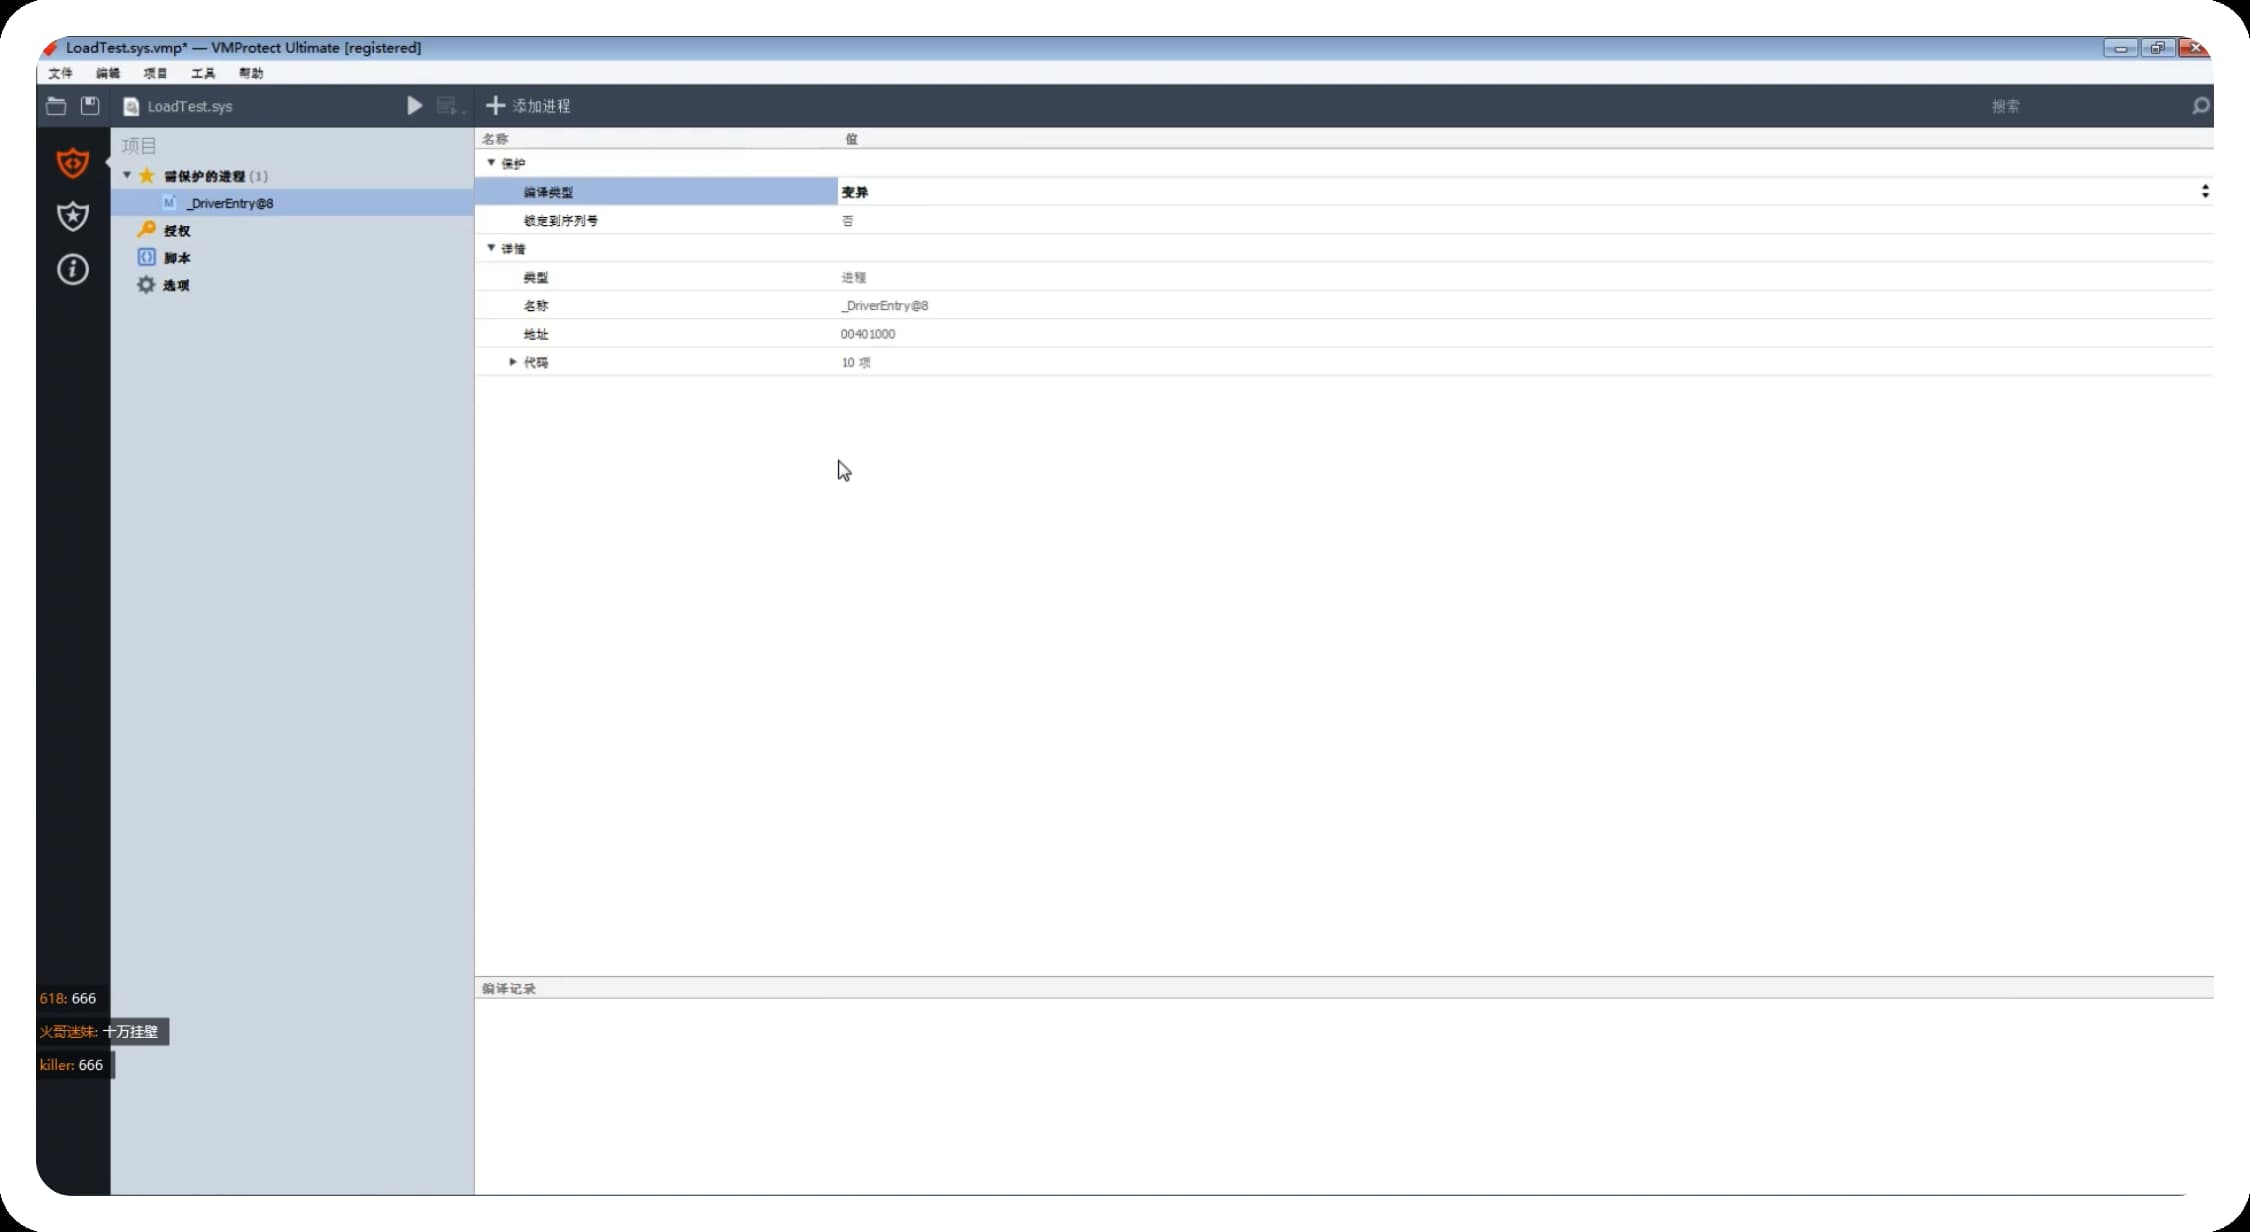 LoadTest.sys.vmp* — VMProtect Ultimate [registered]
文件 编辑 项目 工具 帮助
LoadTest.sys
添加进程
搜索
项目
需保护的进程 (1)
_DriverEntry@8
授权
脚本
选项
名称 值
保护
编译类型 变异
锁定到序列号 否
详情
类型 进程
名称 _DriverEntry@8
地址 00401000
代码 10 项
编译记录
618: 666
火哥迷妹: 十万挂壁
killer: 666